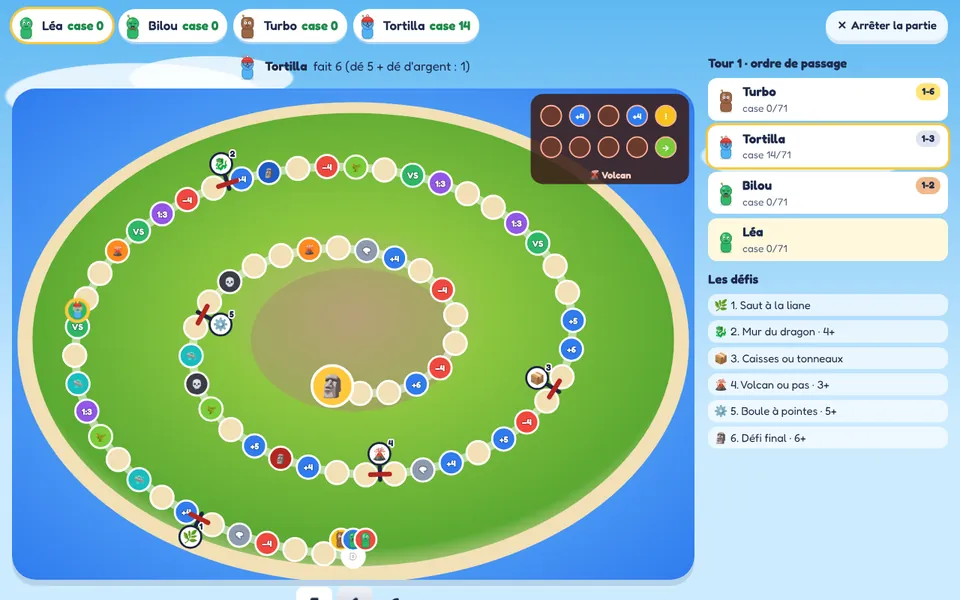 Léa case 0
Bilou case 0
Turbo case 0
Tortilla case 14
✕ Arrêter la partie
Tortilla fait 6 (dé 5 + dé d'argent : 1)
Tour 1 · ordre de passage
Turbo
case 0/71
1-6
Tortilla
case 14/71
1-3
Bilou
case 0/71
1-2
Léa
case 0/71
Les défis
1. Saut à la liane
2. Mur du dragon · 4+
3. Caisses ou tonneaux
4. Volcan ou pas · 3+
5. Boule à pointes · 5+
6. Défi final · 6+
+4 +4 !
→
Volcan
2
+4
-4
VS
1:3
-4
1:3
VS
1:3
VS
VS
+5
+6
3
-4
+5
+4
4
+4
+5
5
+4
-4
-4
+6
1:3
+4
1
-4